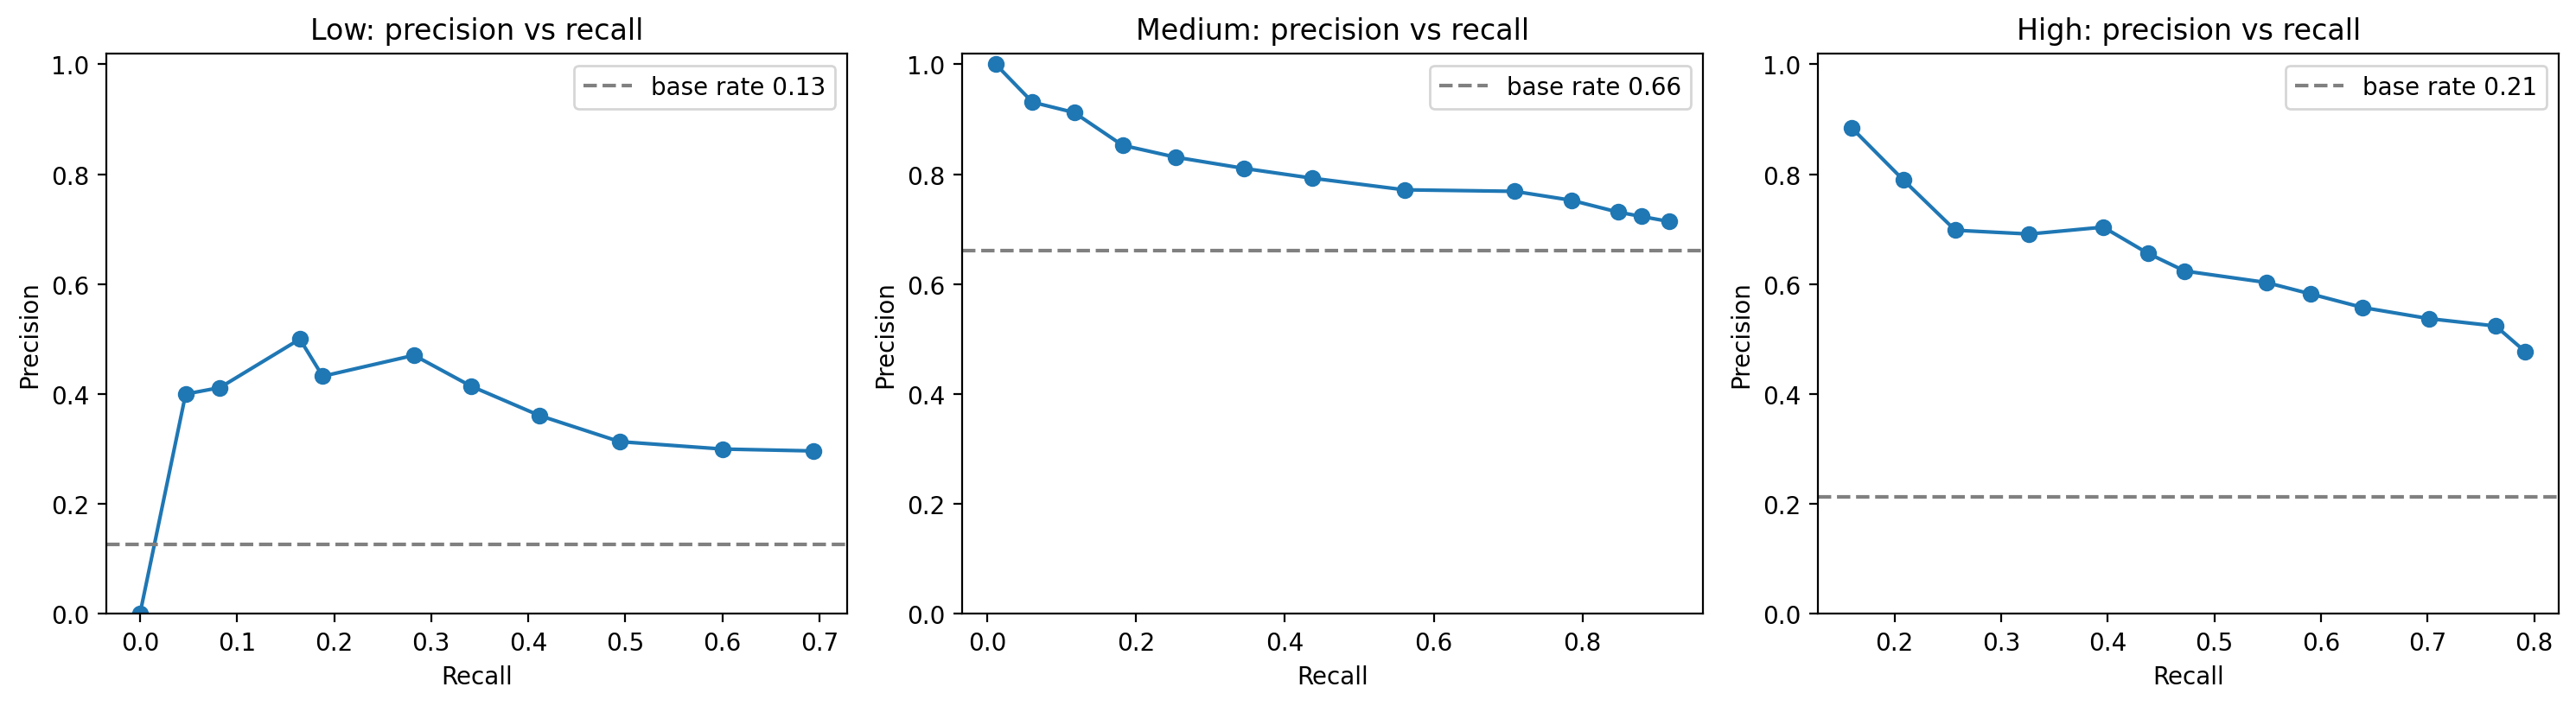 Low: precision vs recall
1.0
0.8
0.6
0.4
0.2
0.0
Precision
base rate 0.13
0.0 0.1 0.2 0.3 0.4 0.5 0.6 0.7
Recall
Medium: precision vs recall
1.0
0.8
0.6
0.4
0.2
0.0
Precision
base rate 0.66
0.0 0.2 0.4 0.6 0.8
Recall
High: precision vs recall
1.0
0.8
0.6
0.4
0.2
0.0
Precision
base rate 0.21
0.2 0.3 0.4 0.5 0.6 0.7 0.8
Recall